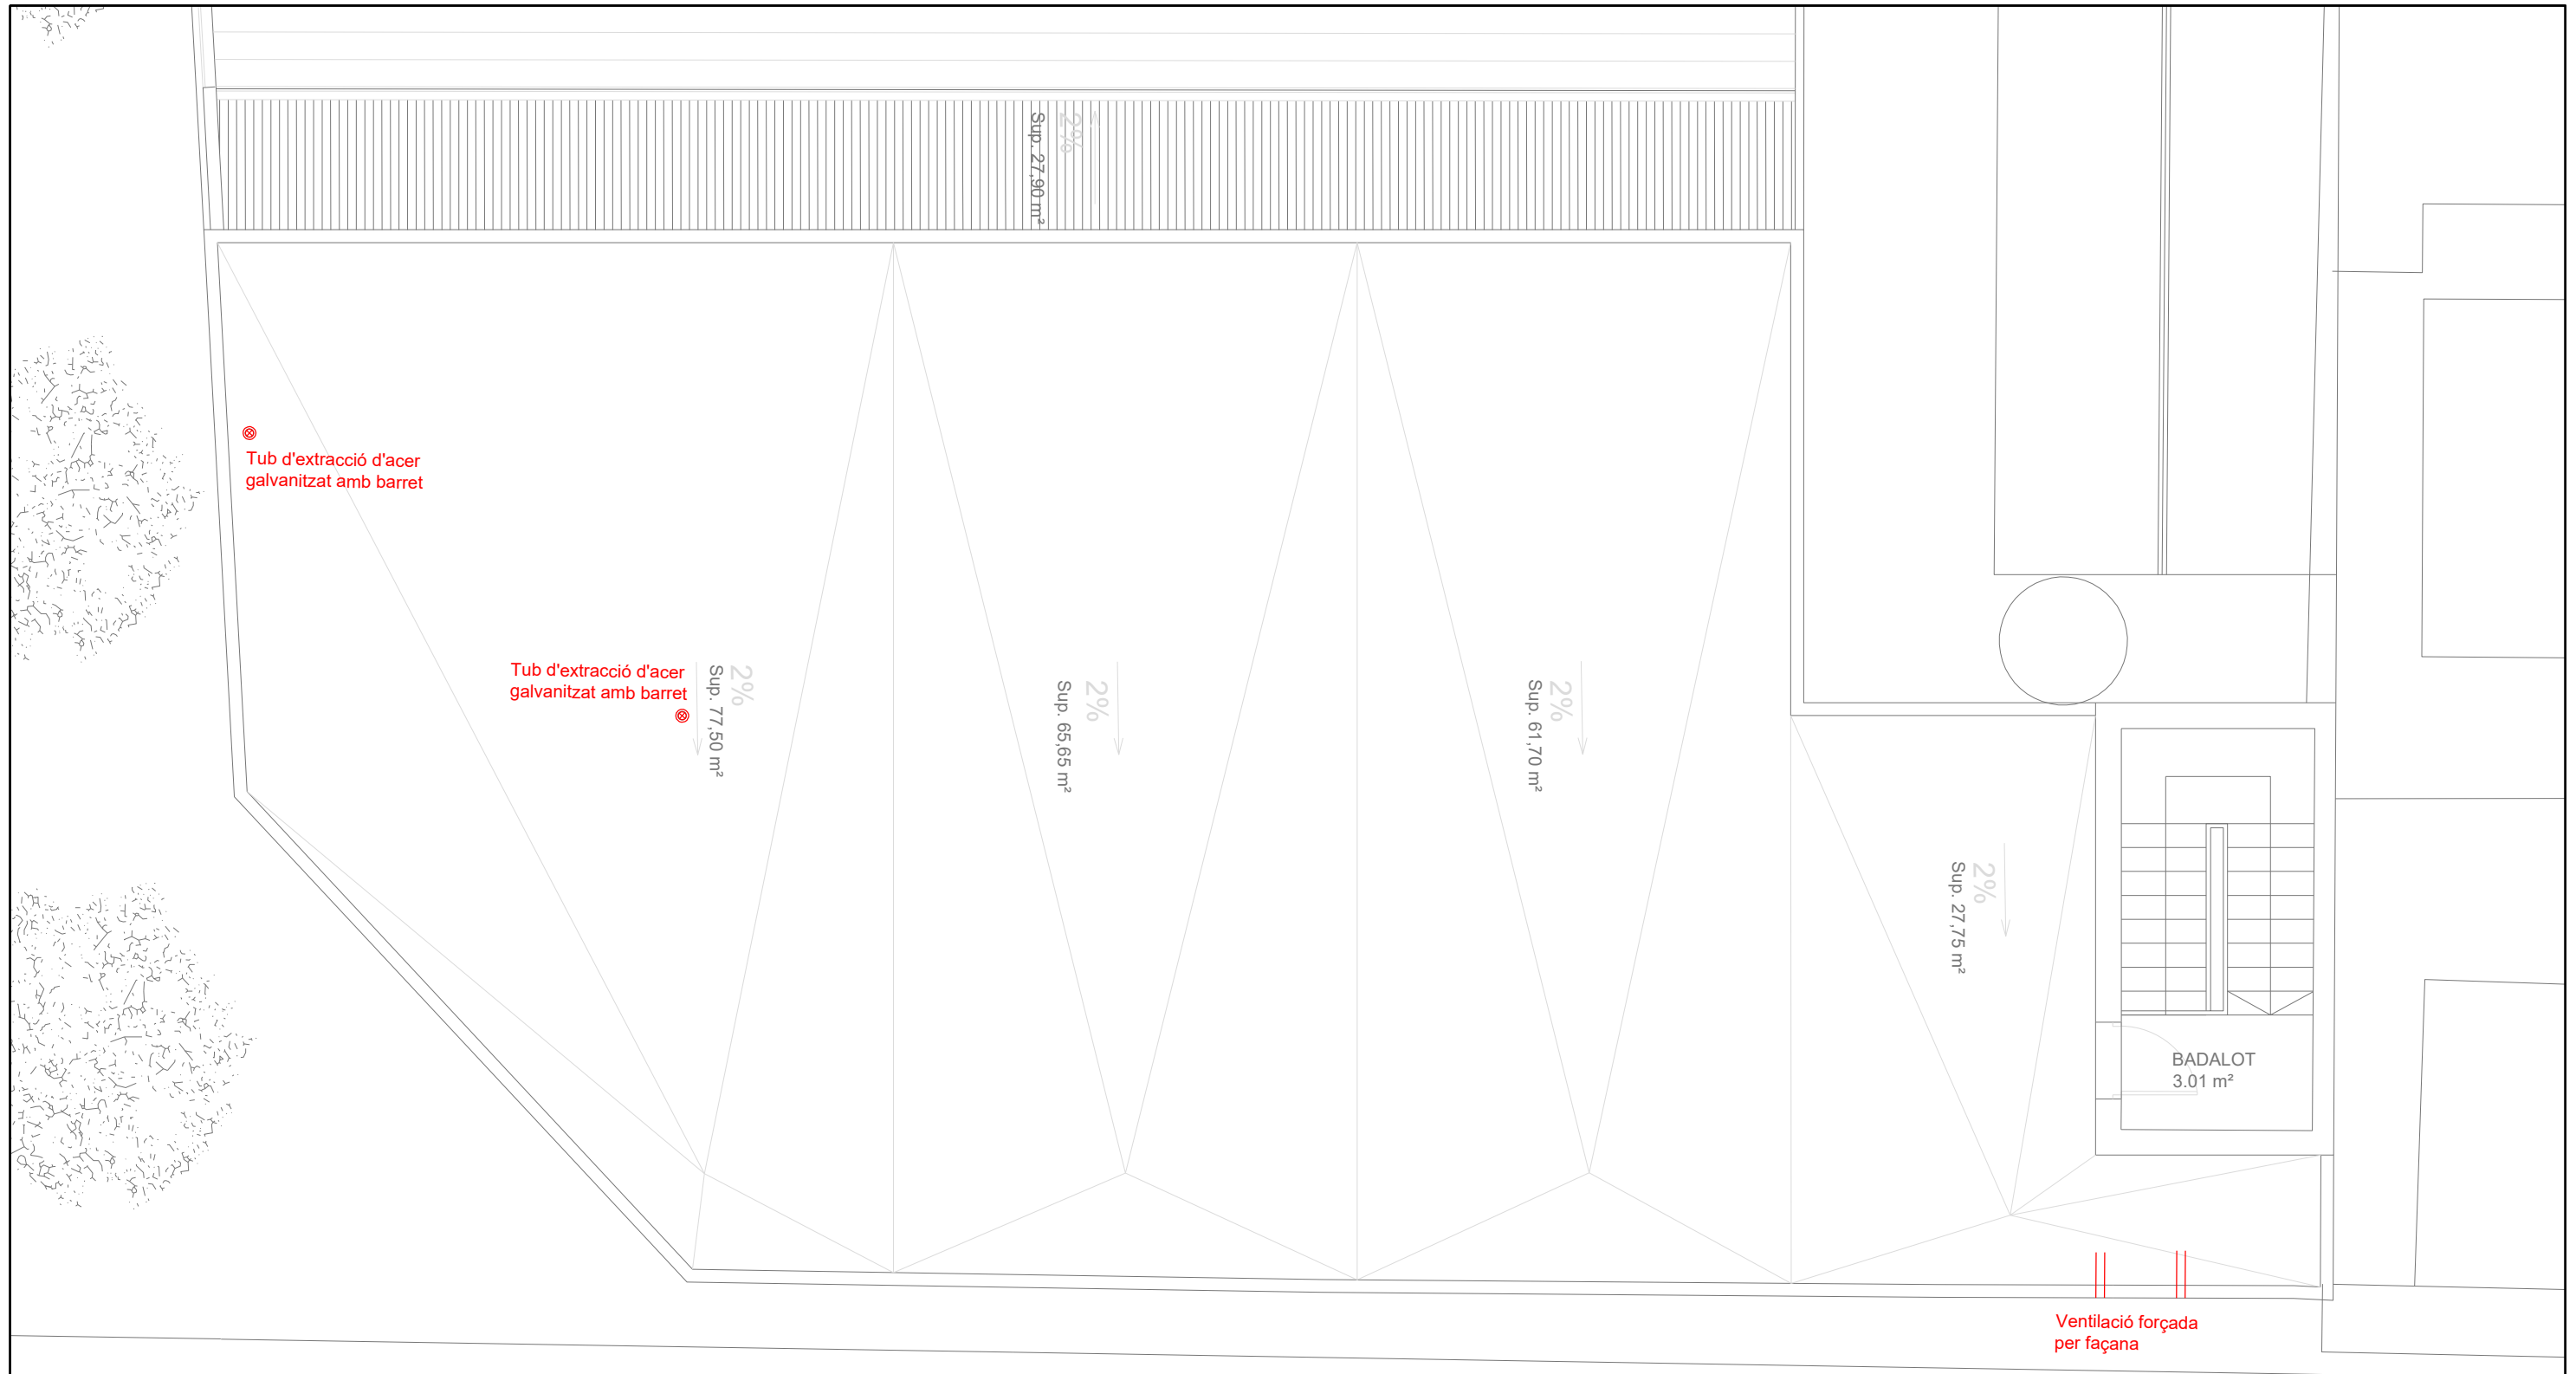 2%
Sup. 27,90 m²
Tub d'extracció d'acer
galvanitzat amb barret
Tub d'extracció d'acer
galvanitzat amb barret
2%
Sup. 77,50 m²
2%
Sup. 65,65 m²
2%
Sup. 61,70 m²
2%
Sup. 27,75 m²
BADALOT
3.01 m²
Ventilació forçada
per façana